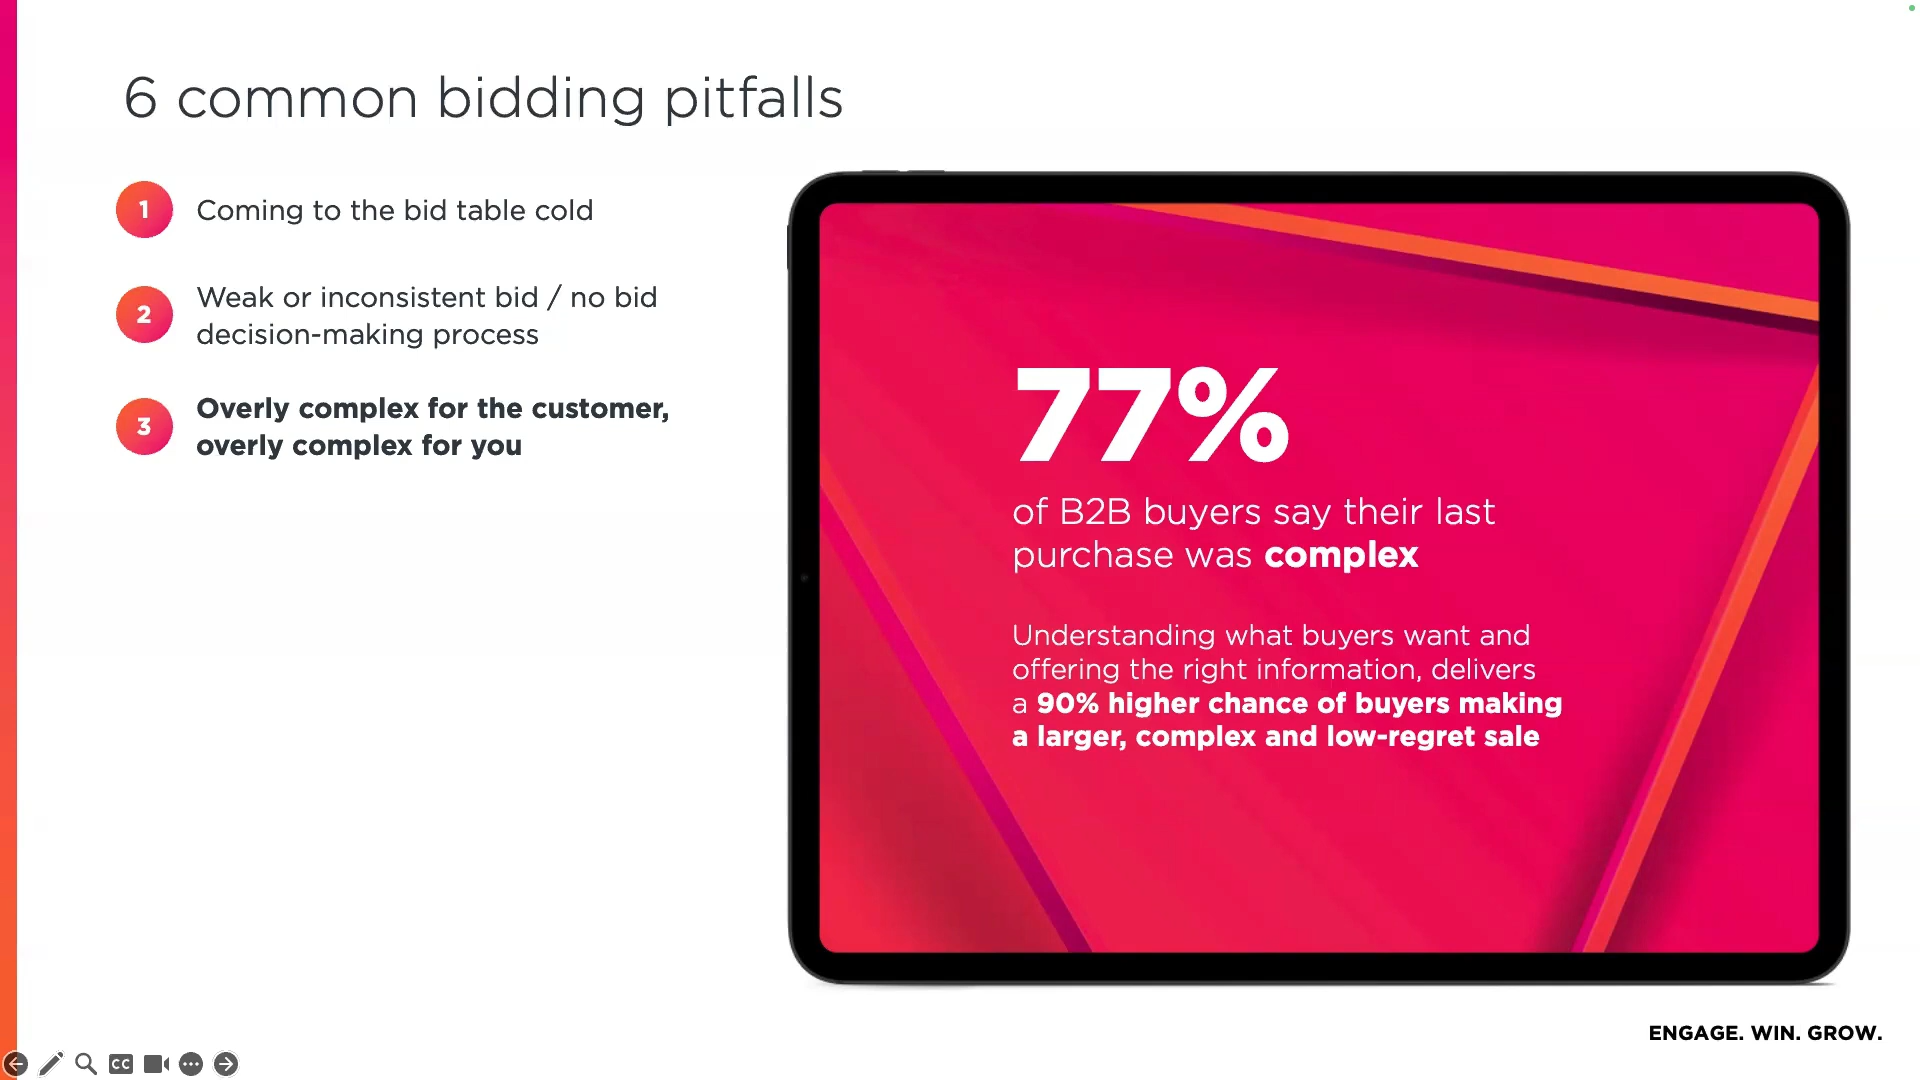 6 common bidding pitfalls
1
Coming to the bid table cold
2
Weak or inconsistent bid / no bid
decision-making process
3
Overly complex for the customer,
overly complex for you
77%
of B2B buyers say their last
purchase was complex
Understanding what buyers want and
offering the right information, delivers
a 90% higher chance of buyers making
a larger, complex and low-regret sale
ENGAGE. WIN. GROW.
CC